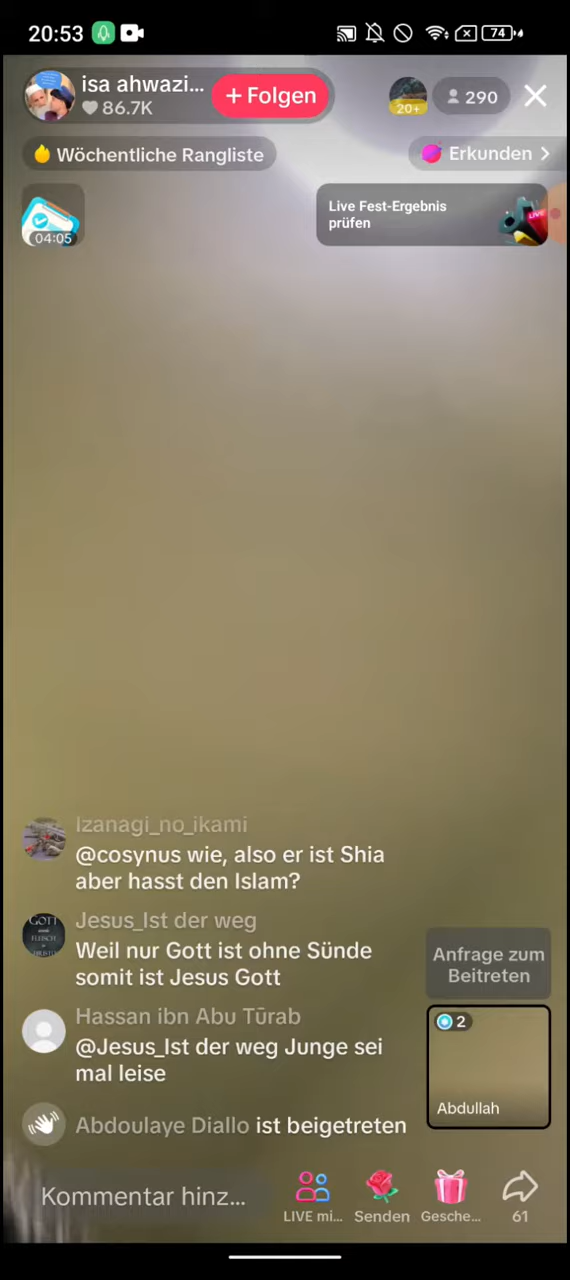 20:53
74
isa ahwazi...
+ Folgen
86.7K
20+
290
Wöchentliche Rangliste
Erkunden
Live Fest-Ergebnis
prüfen
LIVE
04:05
Izanagi_no_ikami
@cosynus wie, also er ist Shia
aber hasst den Islam?
Jesus_Ist der weg
Weil nur Gott ist ohne Sünde
somit ist Jesus Gott
Anfrage zum
Beitreten
Hassan ibn Abu Tūrab
@Jesus_Ist der weg Junge sei
mal leise
2
Abdullah
Abdoulaye Diallo ist beigetreten
Kommentar hinz...
LIVE mi...
Senden
Gesche...
61